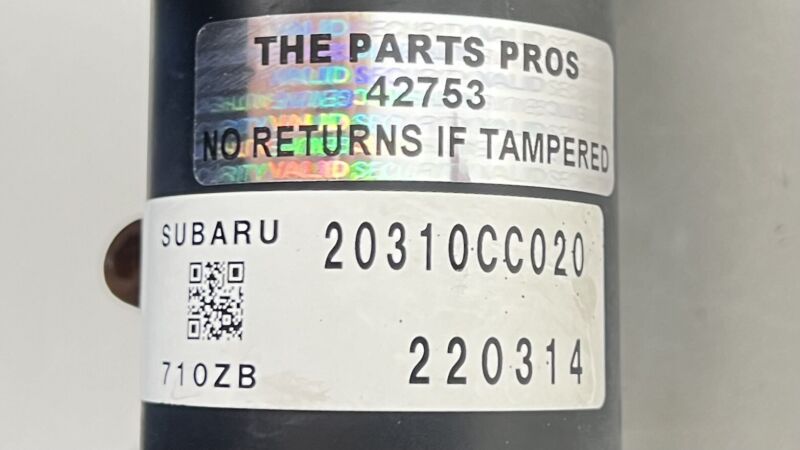 THE PARTS PROS
42753
NO RETURNS IF TAMPERED
SUBARU 20310CC020
710ZB 220314